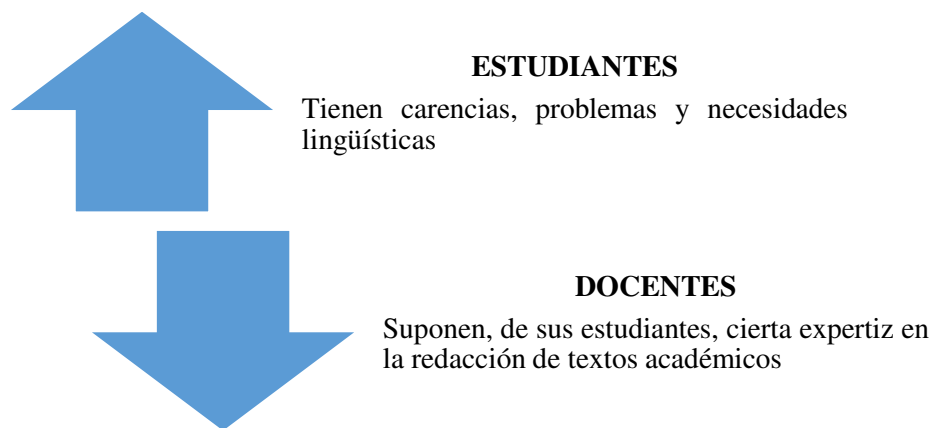 ESTUDIANTES
Tienen carencias, problemas y necesidades
lingüísticas
DOCENTES
Suponen, de sus estudiantes, cierta expertiz en
la redacción de textos académicos